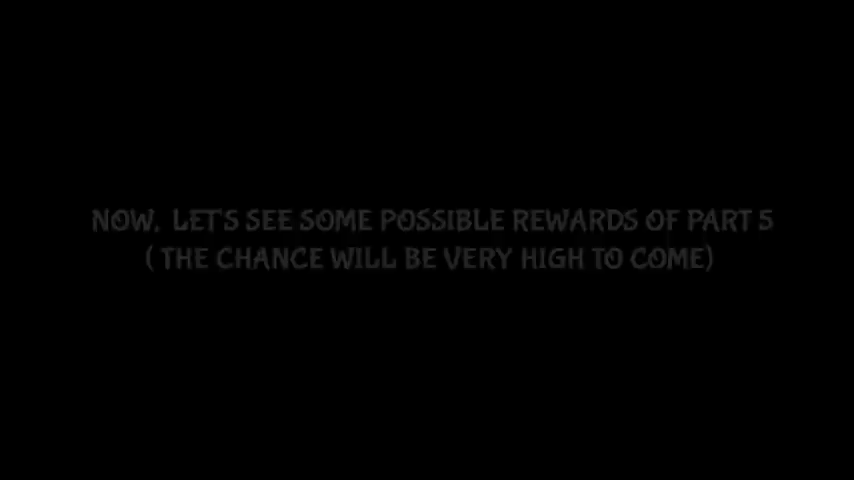 NOW, LET'S SEE SOME POSSIBLE REWARDS OF PART 5
( THE CHANCE WILL BE VERY HIGH TO COME)